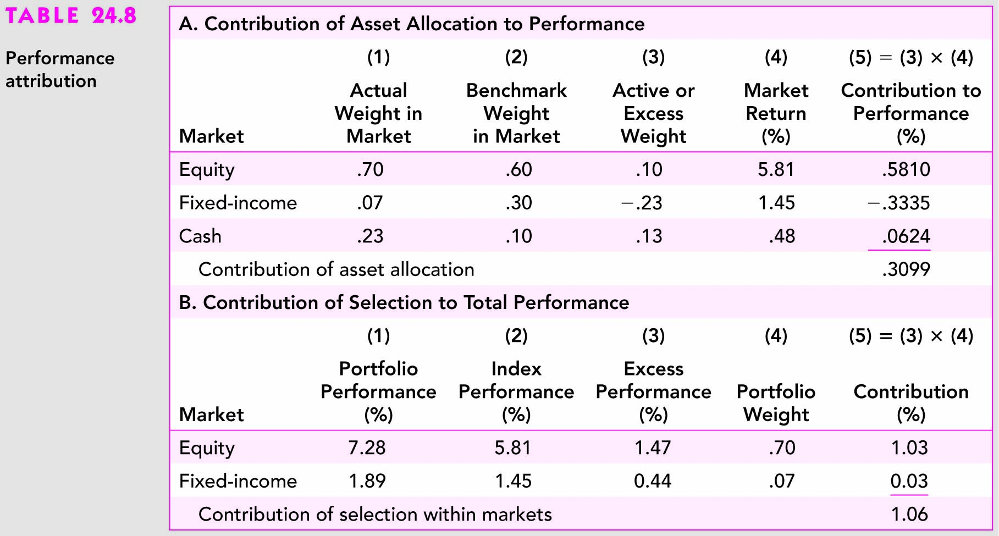 TABLE 24.8
Performance
attribution
A. Contribution of Asset Allocation to Performance
(1) (2) (3) (4) (5) = (3) × (4)
Actual Benchmark Active or Market Contribution to
Weight in Weight Excess Return Performance
Market Market in Market Weight (%) (%)
Equity .70 .60 .10 5.81 .5810
Fixed-income .07 .30 −.23 1.45 −.3335
Cash .23 .10 .13 .48 .0624
Contribution of asset allocation .3099
B. Contribution of Selection to Total Performance
(1) (2) (3) (4) (5) = (3) × (4)
Portfolio Index Excess
Performance Performance Performance Portfolio Contribution
Market (%) (%) (%) Weight (%)
Equity 7.28 5.81 1.47 .70 1.03
Fixed-income 1.89 1.45 0.44 .07 0.03
Contribution of selection within markets 1.06